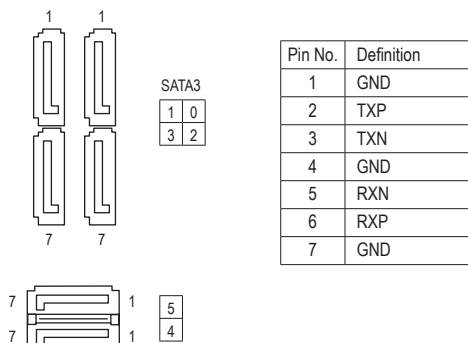 1 1
SATA3
1 0
3 2
7 7
7 1 5
7 1 4
Pin No. Definition
1 GND
2 TXP
3 TXN
4 GND
5 RXN
6 RXP
7 GND